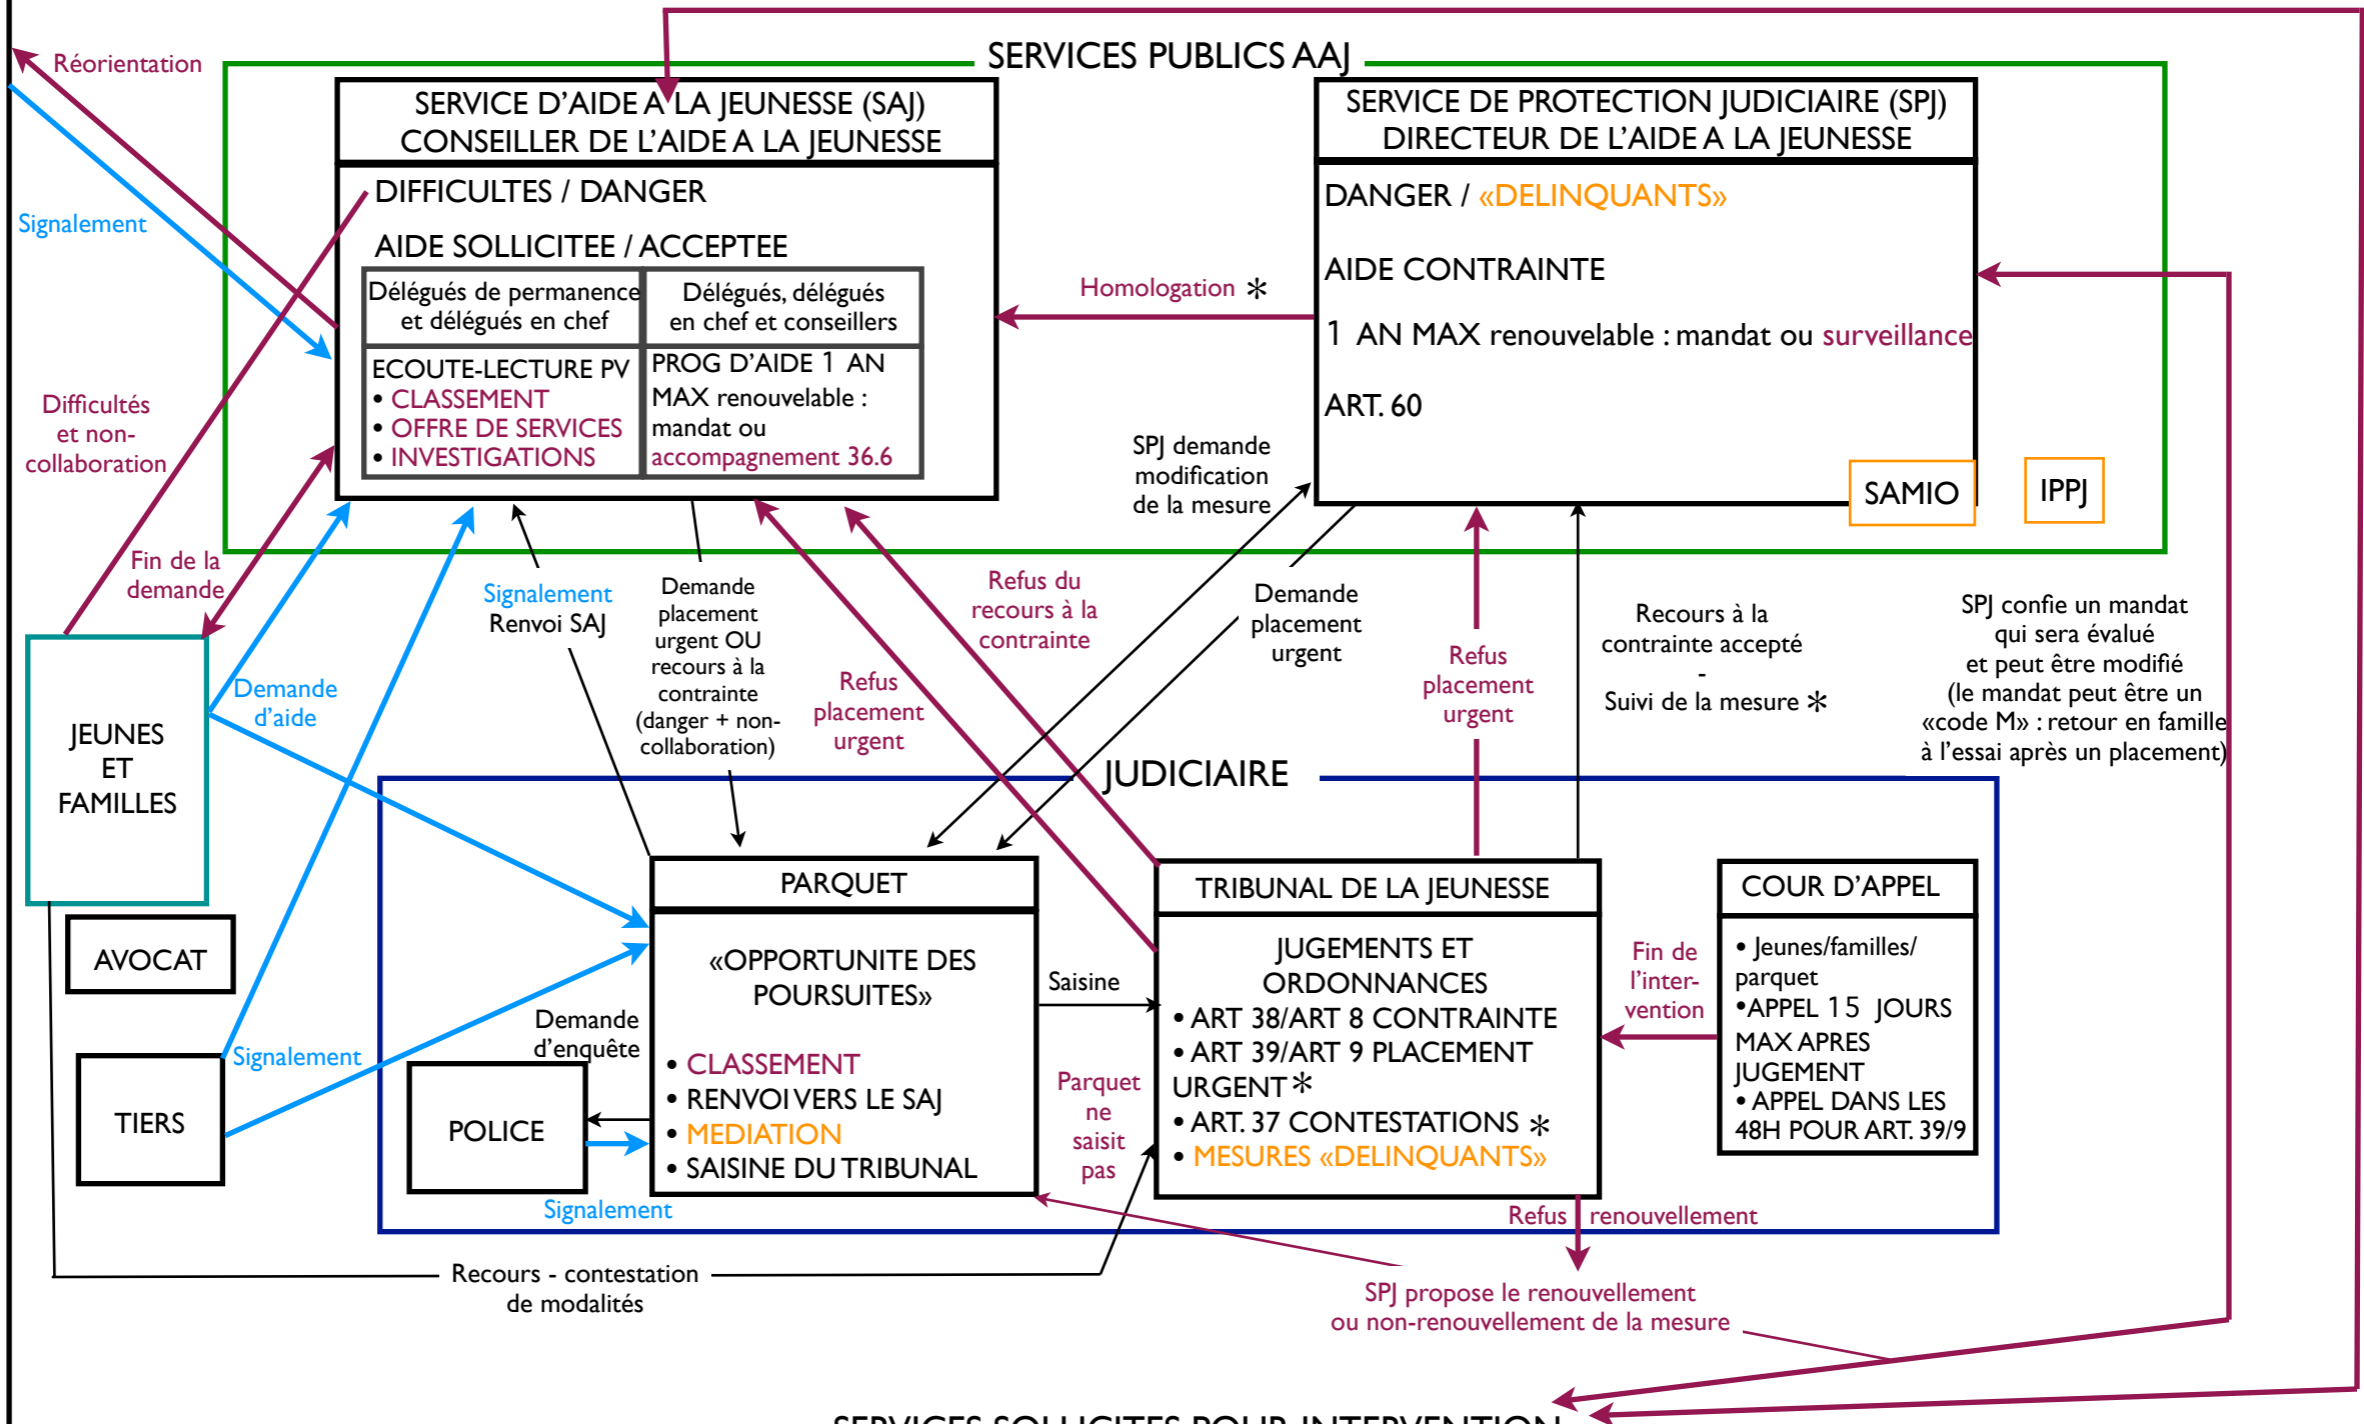 SERVICES PUBLICS AAJ
Réorientation
Signalement
SERVICE D'AIDE A LA JEUNESSE (SAJ)
CONSEILLER DE L'AIDE A LA JEUNESSE
DIFFICULTES / DANGER
AIDE SOLLICITEE / ACCEPTEE
Délégués de permanence
et délégués en chef
Délégués, délégués
en chef et conseillers
ECOUTE-LECTURE PV
• CLASSEMENT
• OFFRE DE SERVICES
• INVESTIGATIONS
PROG D'AIDE 1 AN
MAX renouvelable :
mandat ou
accompagnement 36.6
Homologation *
SERVICE DE PROTECTION JUDICIAIRE (SPJ)
DIRECTEUR DE L'AIDE A LA JEUNESSE
DANGER / «DELINQUANTS»
AIDE CONTRAINTE
1 AN MAX renouvelable : mandat ou surveillance
ART. 60
SAMIO
IPPJ
Difficultés
et non-
collaboration
Fin de la
demande
SPJ demande
modification
de la mesure
Signalement
Renvoi SAJ
Demande
placement
urgent OU
recours à la
contrainte
(danger + non-
collaboration)
Refus
placement
urgent
Refus du
recours à la
contrainte
Demande
placement
urgent
Refus
placement
urgent
Recours à la
contrainte accepté
-
Suivi de la mesure *
SPJ confie un mandat
qui sera évalué
et peut être modifié
(le mandat peut être un
«code M» : retour en famille
à l'essai après un placement)
JEUNES
ET
FAMILLES
Demande
d'aide
AVOCAT
TIERS
Signalement
JUDICIAIRE
PARQUET
«OPPORTUNITE DES
POURSUITES»
• CLASSEMENT
• RENVOI VERS LE SAJ
• MEDIATION
• SAISINE DU TRIBUNAL
Demande
d'enquête
POLICE
Signalement
Saisine
Parquet
ne
saisit
pas
TRIBUNAL DE LA JEUNESSE
JUGEMENTS ET
ORDONNANCES
• ART 38/ART 8 CONTRAINTE
• ART 39/ART 9 PLACEMENT
URGENT *
• ART. 37 CONTESTATIONS *
• MESURES «DELINQUANTS»
Fin de
l'inter-
vention
COUR D'APPEL
• Jeunes/familles/
parquet
•APPEL 15 JOURS
MAX APRES
JUGEMENT
• APPEL DANS LES
48H POUR ART. 39/9
Refus renouvellement
Recours - contestation
de modalités
SPJ propose le renouvellement
ou non-renouvellement de la mesure
SERVICES SOLLICITES POUR INTERVENTION